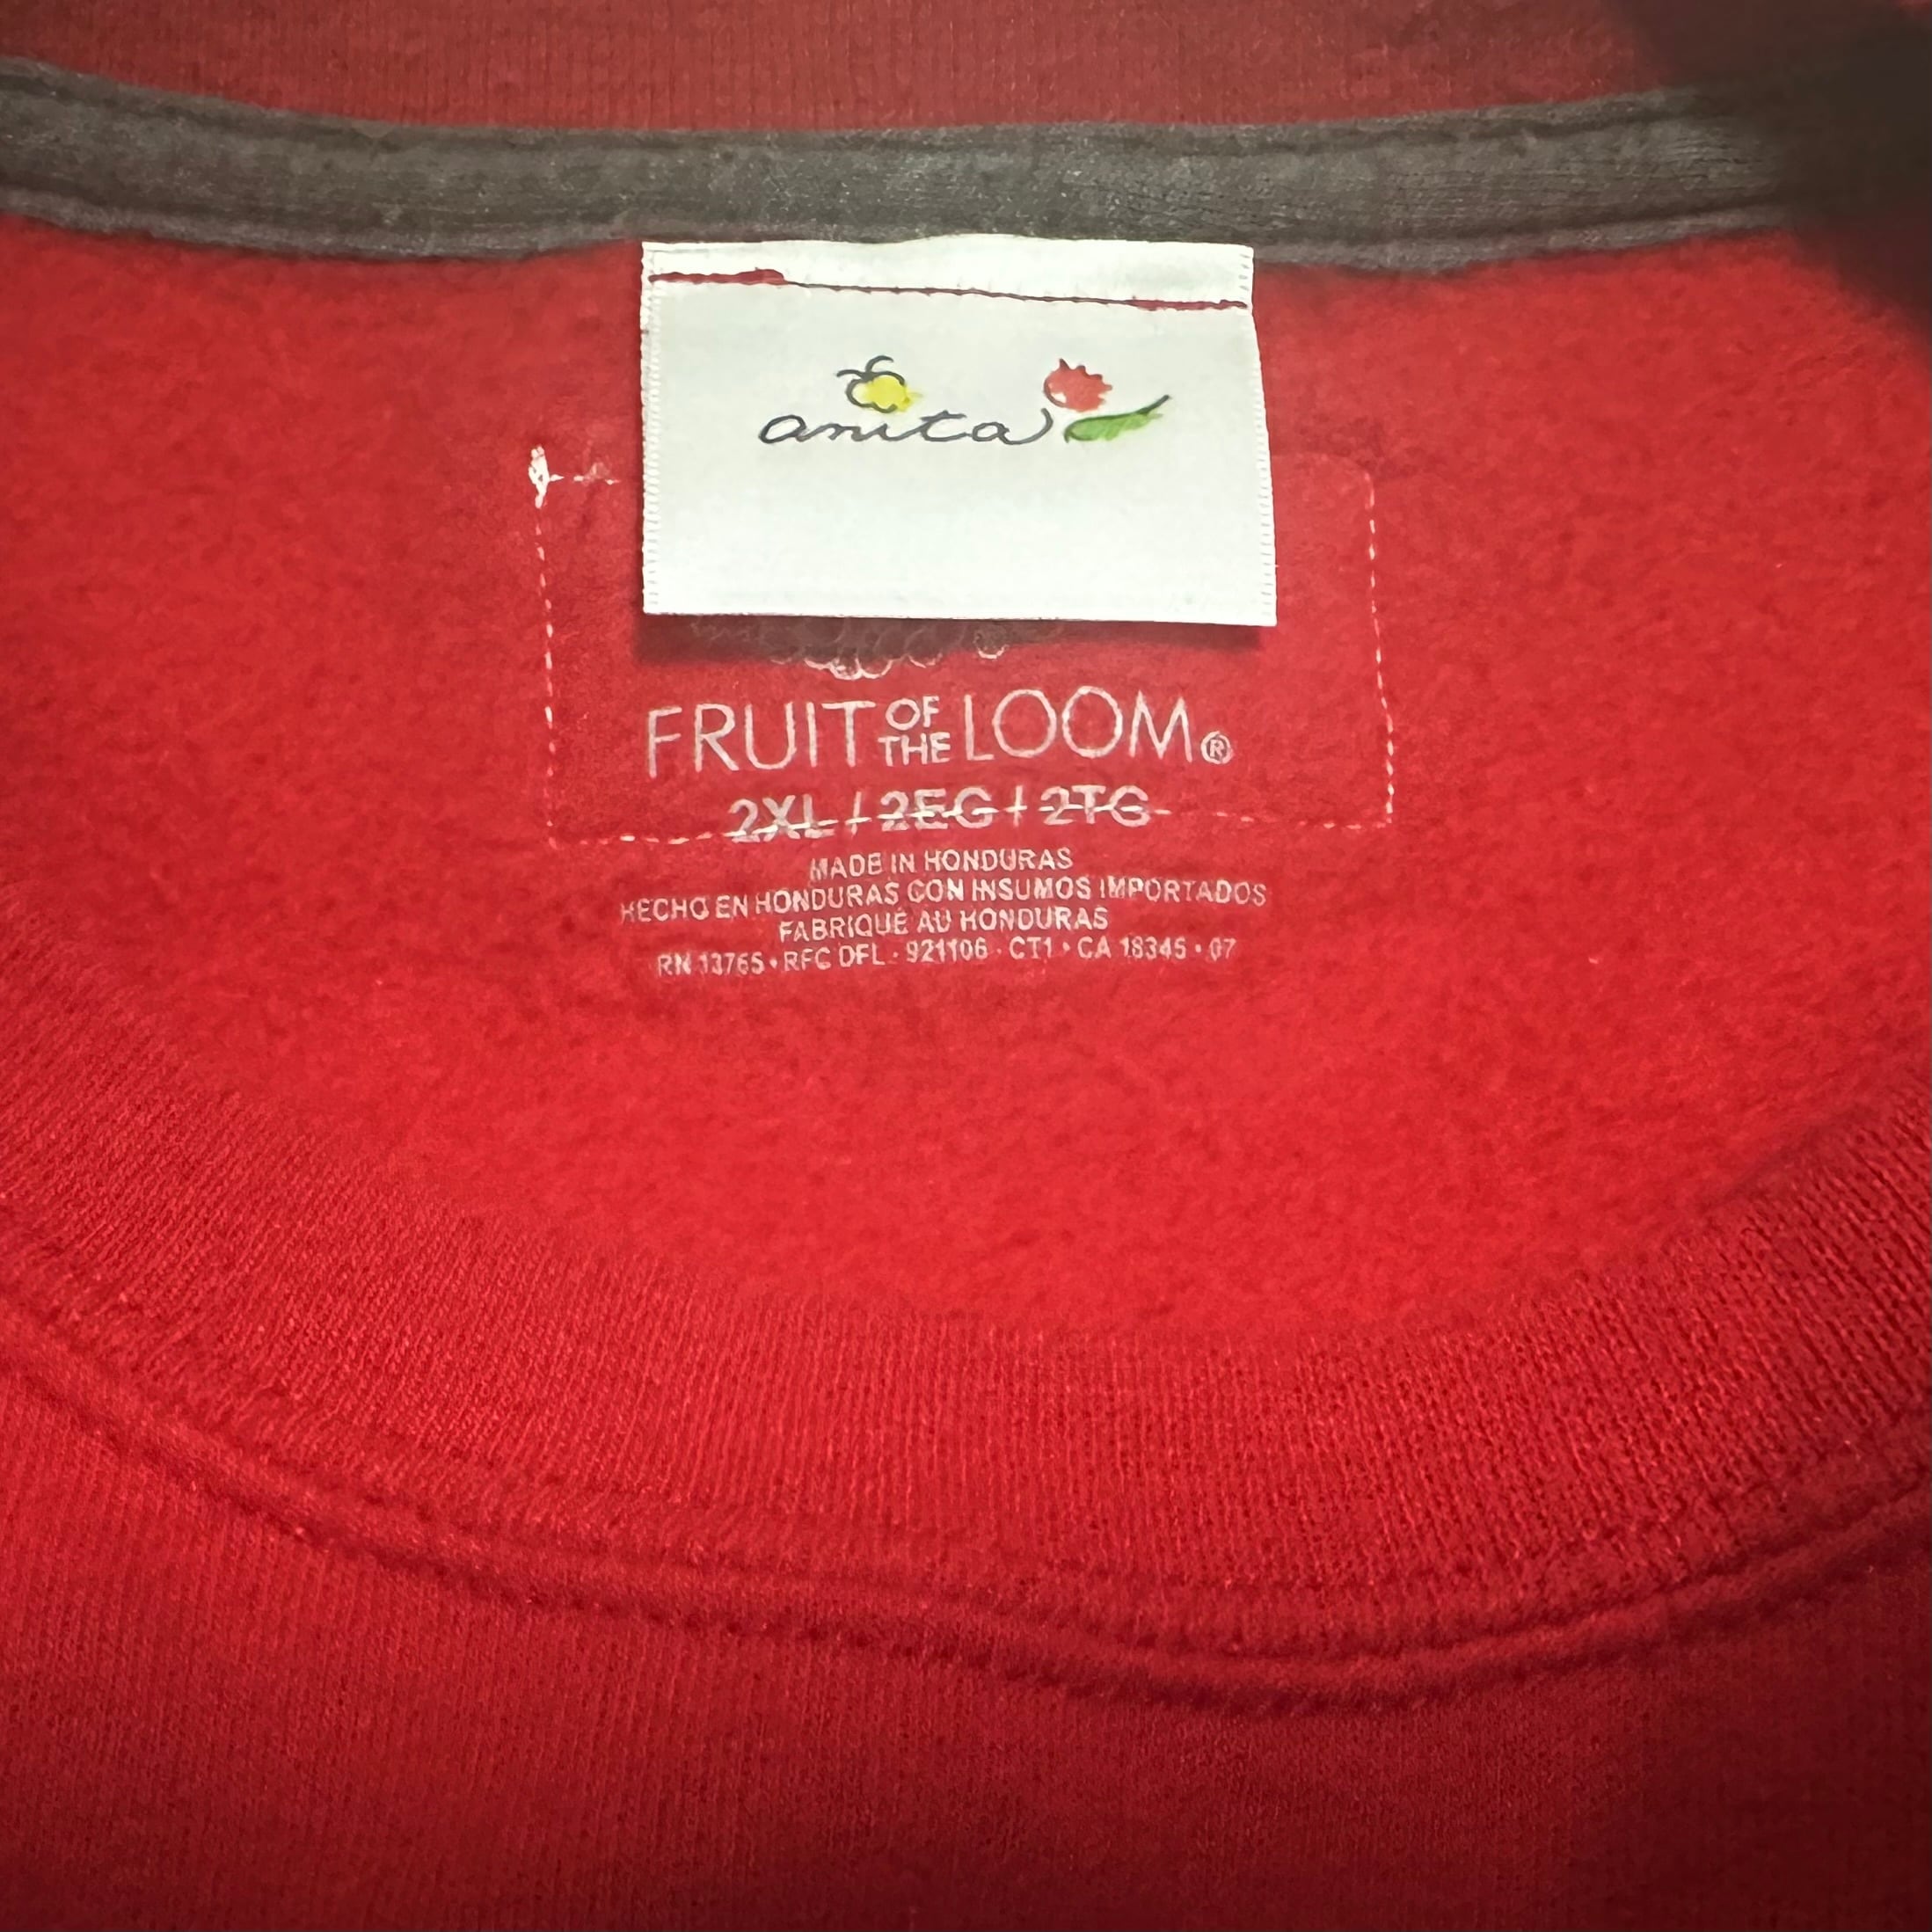 anita
FRUIT OF THE LOOM®
2XL / 2EG / 2TG
MADE IN HONDURAS
HECHO EN HONDURAS CON INSUMOS IMPORTADOS
FABRIQUÉ AU HONDURAS
RN 13765 • RFC DFL - 921106 - CT1 • CA 18345 • 07